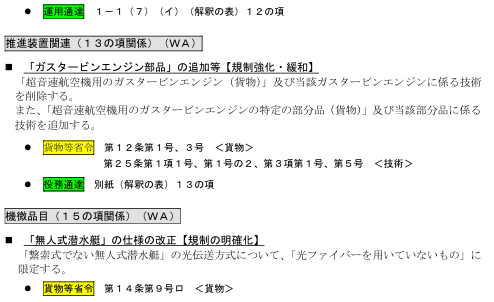 ● 運用通達 １－１（７）（イ）（解釈の表）１２の項
推進装置関連（１３の項関係）（ＷＡ）
■ 「ガスタービンエンジン部品」の追加等【規制強化・緩和】
「超音速航空機用のガスタービンエンジン（貨物）」及び当該ガスタービンエンジンに係る技術
を削除する。
また、「超音速航空機用のガスタービンエンジンの特定の部分品（貨物）」及び当該部分品に係る
技術を追加する。
● 貨物等省令 第１２条第１号、３号 ＜貨物＞
第２５条第１項１号、第１号の２、第３項第１号、第５号 ＜技術＞
● 役務通達 別紙（解釈の表）１３の項
機微品目（１５の項関係）（ＷＡ）
■ 「無人式潜水艇」の仕様の改正【規制の明確化】
「繋索式でない無人式潜水艇」の光伝送方式について、「光ファイバーを用いていないもの」に
限定する。
● 貨物等省令 第１４条第９号ロ ＜貨物＞